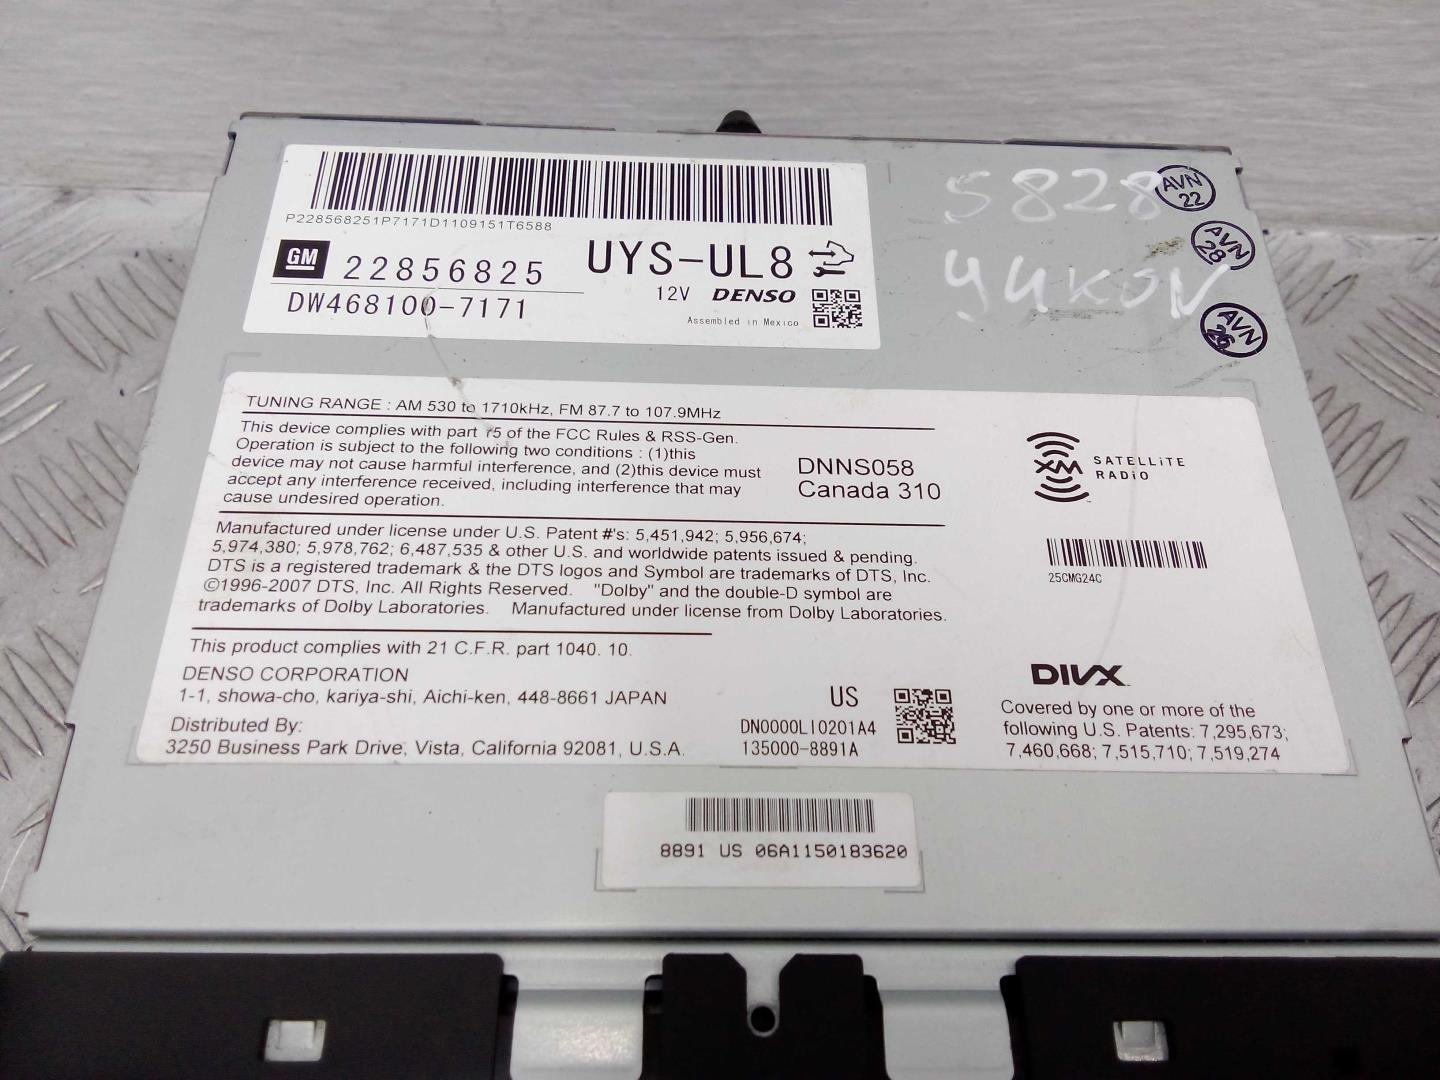 P228568251P7171D1109151T6588
GM 22856825
DW468100-7171
UYS-UL8
12V DENSO
Assembled in Mexico
5828
yukon
AVN 22
AVN 28
AVN 26
TUNING RANGE : AM 530 to 1710kHz, FM 87.7 to 107.9MHz
This device complies with part 15 of the FCC Rules & RSS-Gen.
Operation is subject to the following two conditions : (1)this
device may not cause harmful interference, and (2)this device must
accept any interference received, including interference that may
cause undesired operation.
DNNS058
Canada 310
XM SATELLiTE
RADiO
25CMG24C
Manufactured under license under U.S. Patent #'s: 5,451,942; 5,956,674;
5,974,380; 5,978,762; 6,487,535 & other U.S. and worldwide patents issued & pending.
DTS is a registered trademark & the DTS logos and Symbol are trademarks of DTS, Inc.
©1996-2007 DTS, Inc. All Rights Reserved. "Dolby" and the double-D symbol are
trademarks of Dolby Laboratories. Manufactured under license from Dolby Laboratories.
This product complies with 21 C.F.R. part 1040. 10.
DENSO CORPORATION
1-1, showa-cho, kariya-shi, Aichi-ken, 448-8661 JAPAN
Distributed By:
3250 Business Park Drive, Vista, California 92081, U.S.A.
US
DN0000LI0201A4
135000-8891A
DIVX
Covered by one or more of the
following U.S. Patents: 7,295,673;
7,460,668; 7,515,710; 7,519,274
8891 US 06A1150183620